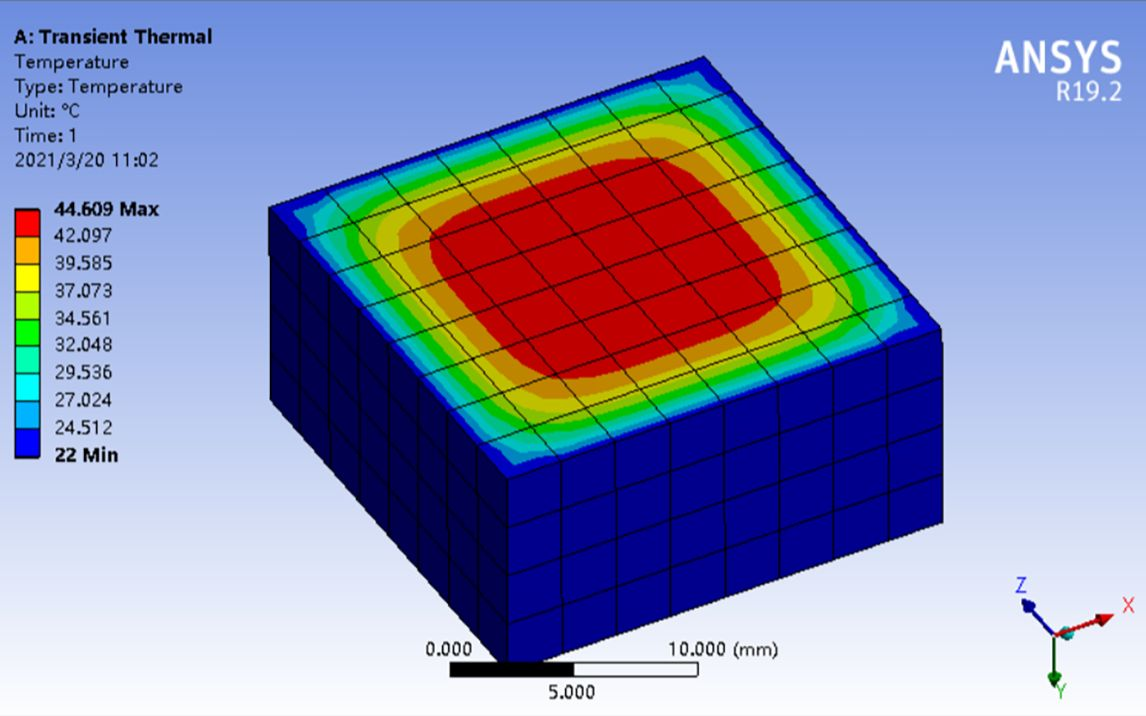 A: Transient Thermal
Temperature
Type: Temperature
Unit: °C
Time: 1
2021/3/20 11:02
ANSYS
R19.2
44.609 Max
42.097
39.585
37.073
34.561
32.048
29.536
27.024
24.512
22 Min
0.000 10.000 (mm)
5.000
Z
X
Y